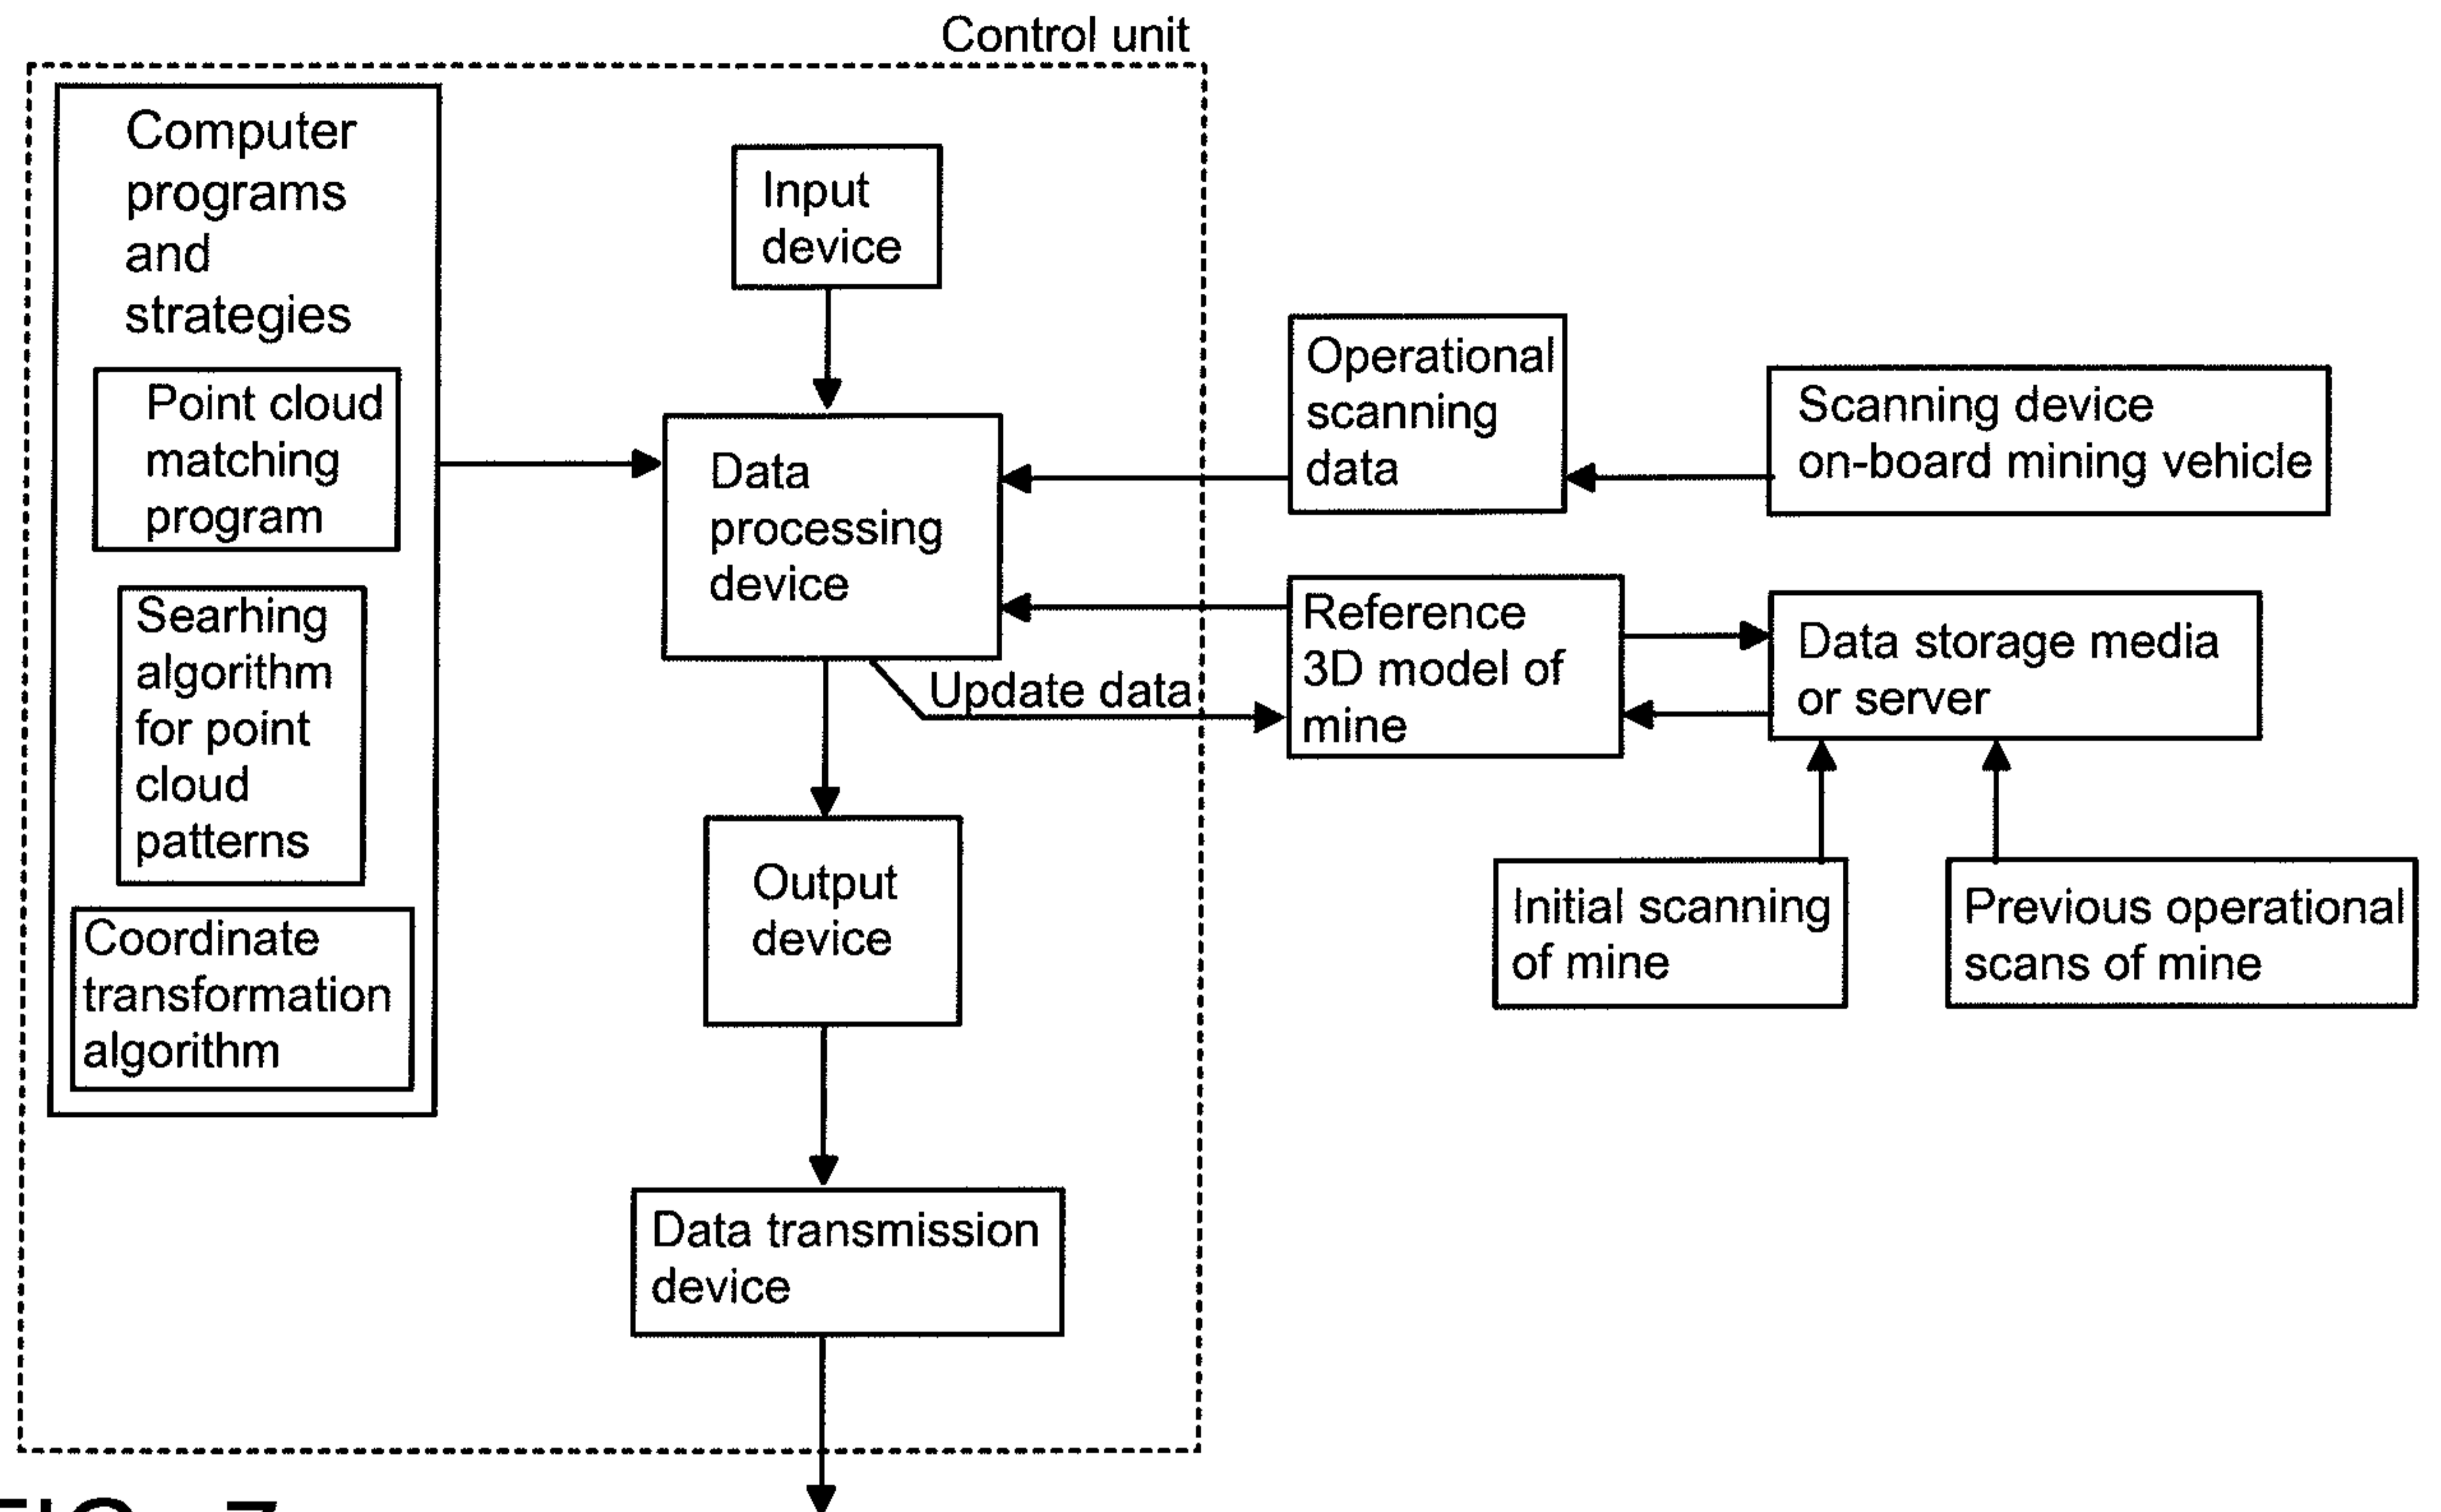 Control unit
Computer
programs
and
strategies
Point cloud
matching
program
Searhing
algorithm
for point
cloud
patterns
Coordinate
transformation
algorithm
Input
device
Data
processing
device
Update data
Output
device
Data transmission
device
Operational
scanning
data
Scanning device
on-board mining vehicle
Reference
3D model of
mine
Data storage media
or server
Initial scanning
of mine
Previous operational
scans of mine
FIG. 7